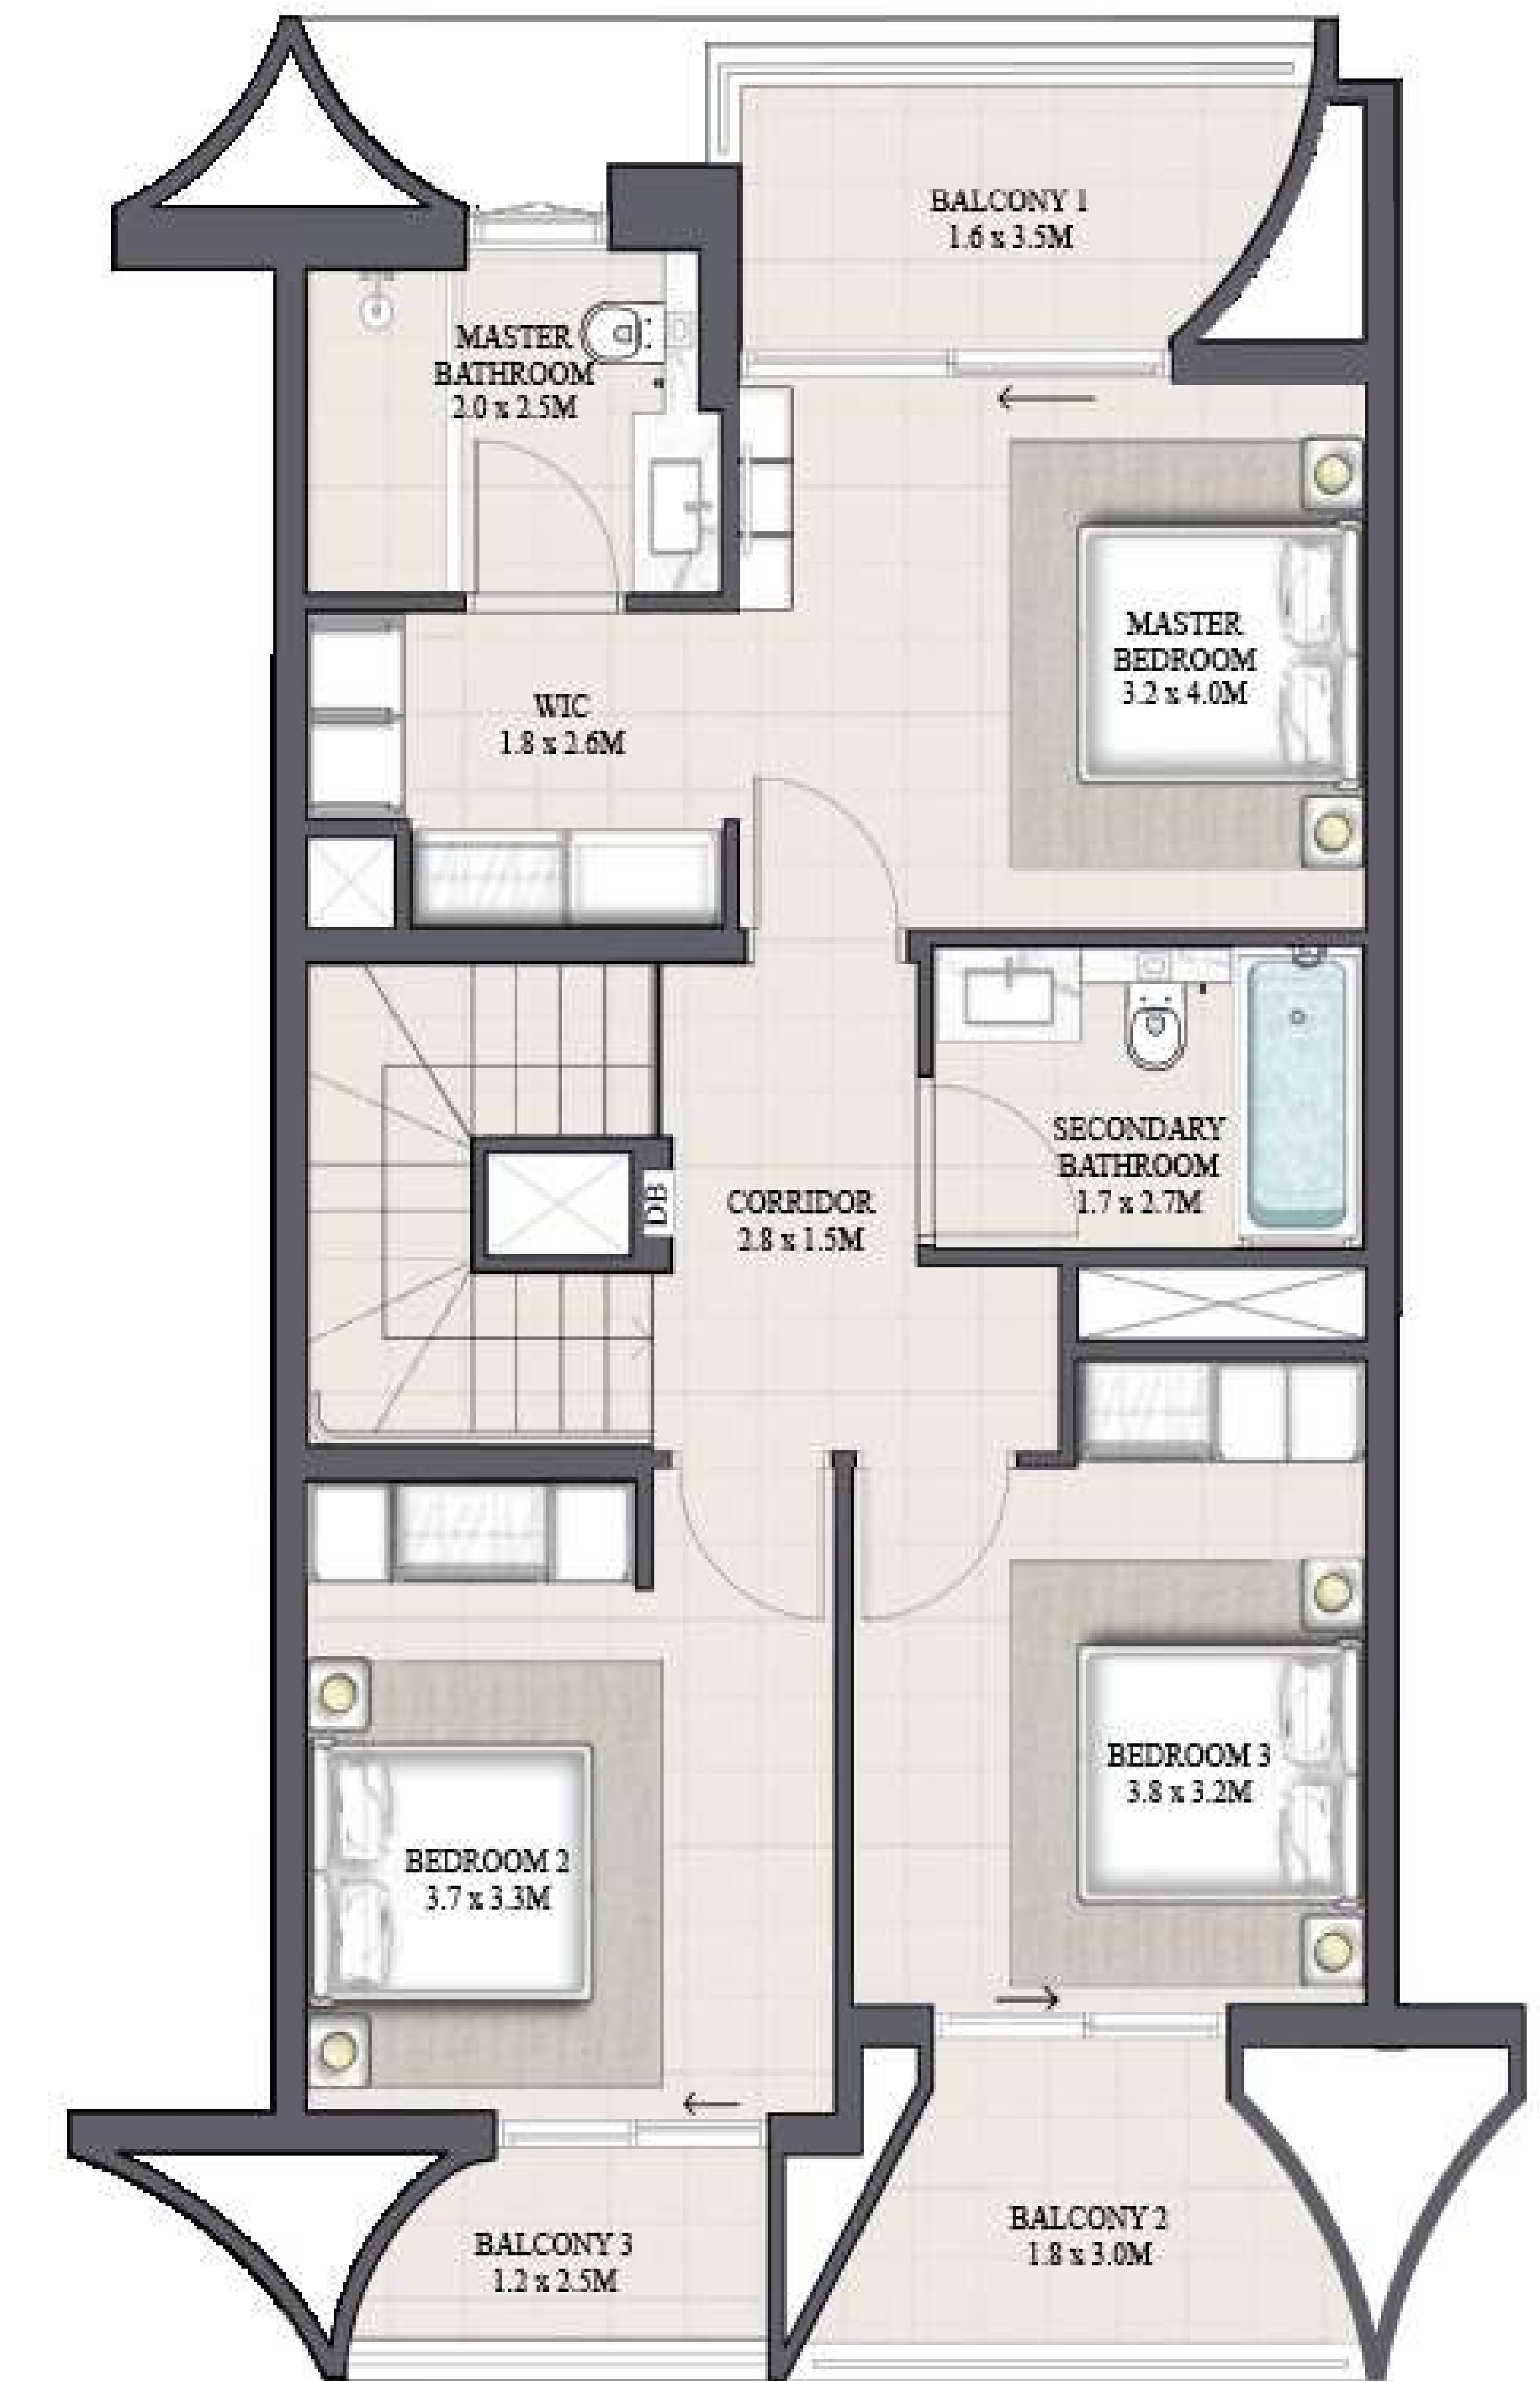 BALCONY 1
1.6 x 3.5M
MASTER
BATHROOM
2.0 x 2.5M
MASTER
BEDROOM
3.2 x 4.0M
WIC
1.8 x 2.6M
SECONDARY
BATHROOM
1.7 x 2.7M
DB
CORRIDOR
2.8 x 1.5M
BEDROOM 3
3.8 x 3.2M
BEDROOM 2
3.7 x 3.3M
BALCONY 2
1.8 x 3.0M
BALCONY 3
1.2 x 2.5M